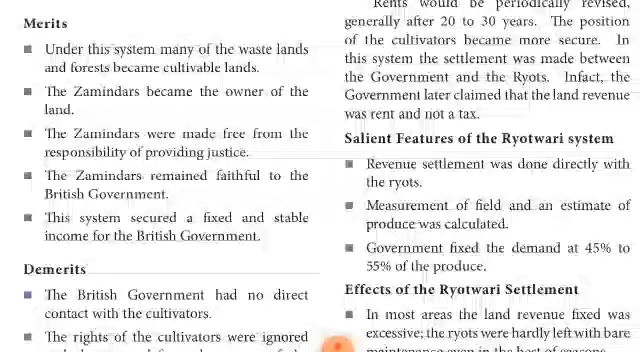 Merits
Under this system many of the waste lands
and forests became cultivable lands.
The Zamindars became the owner of the
land.
The Zamindars were made free from the
responsibility of providing justice.
The Zamindars remained faithful to the
British Government.
This system secured a fixed and stable
income for the British Government.
Demerits
The British Government had no direct
contact with the cultivators.
The rights of the cultivators were ignored
Rents would be periodically revised,
generally after 20 to 30 years. The position
of the cultivators became more secure. In
this system the settlement was made between
the Government and the Ryots. Infact, the
Government later claimed that the land revenue
was rent and not a tax.
Salient Features of the Ryotwari system
Revenue settlement was done directly with
the ryots.
Measurement of field and an estimate of
produce was calculated.
Government fixed the demand at 45% to
55% of the produce.
Effects of the Ryotwari Settlement
In most areas the land revenue fixed was
excessive; the ryots were hardly left with bare
maintenance even in the best of seasons.